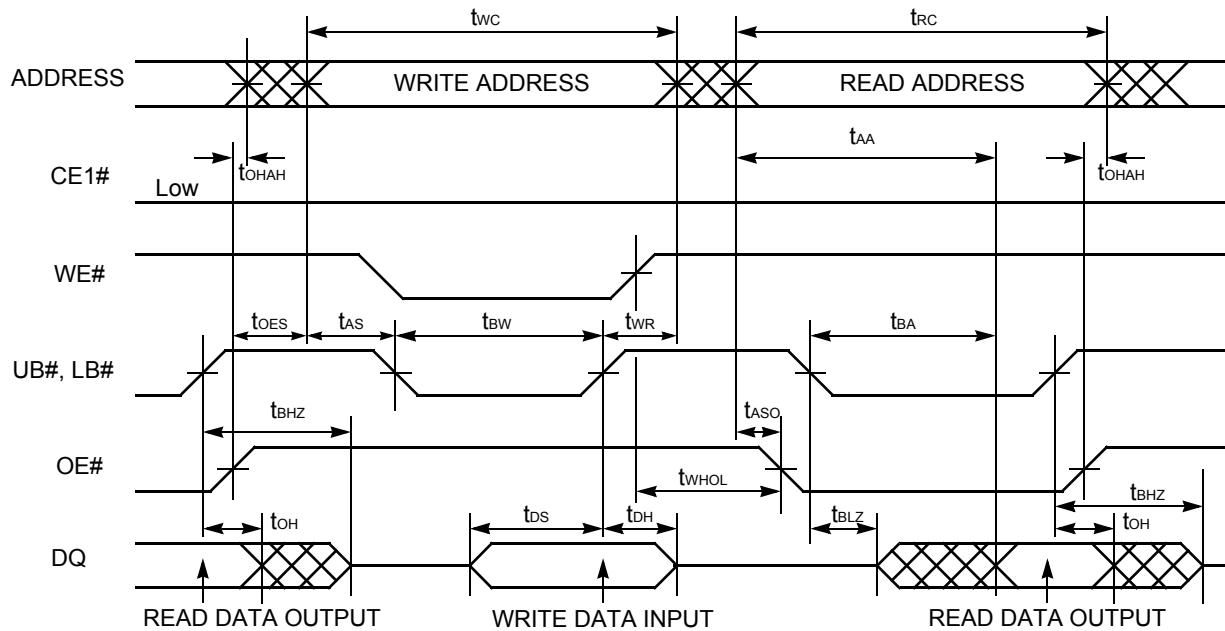 tWC
tRC
ADDRESS
WRITE ADDRESS
READ ADDRESS
tAA
tOHAH
tOHAH
CE1#
Low
WE#
tOES
tAS
tBW
tWR
tBA
UB#, LB#
tBHZ
tASO
OE#
tWHOL
tBHZ
tOH
tDS
tDH
tBLZ
tOH
DQ
READ DATA OUTPUT
WRITE DATA INPUT
READ DATA OUTPUT